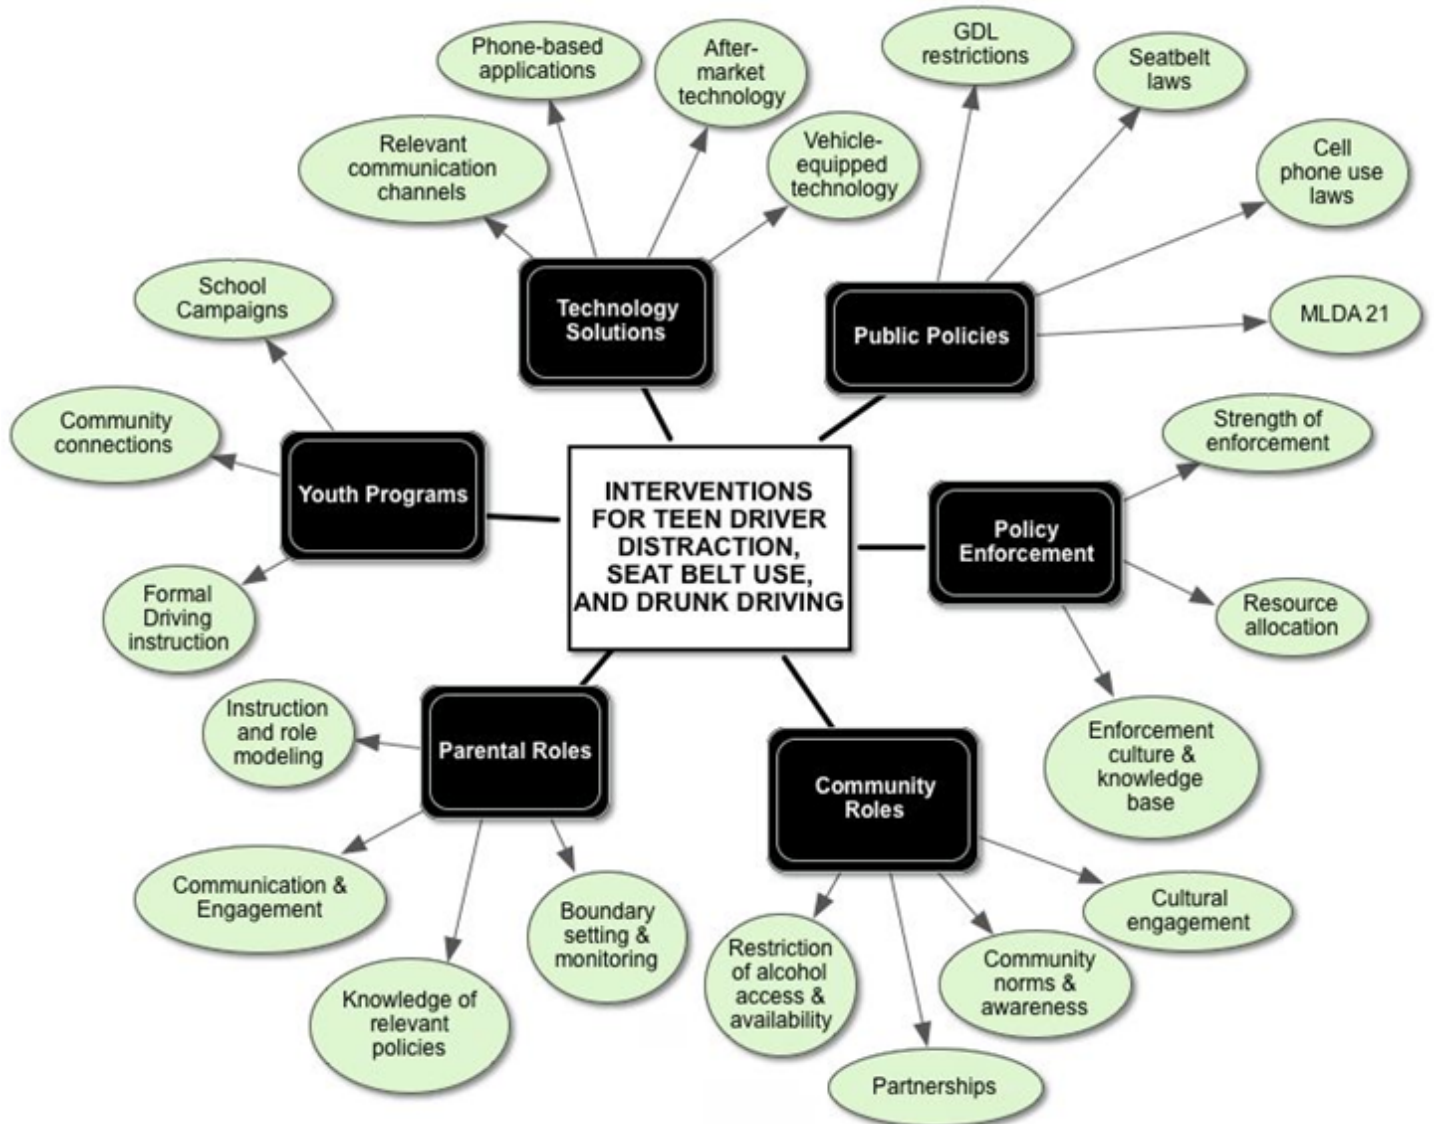 Phone-based
applications
After-
market
technology
GDL
restrictions
Seatbelt
laws
Relevant
communication
channels
Vehicle-
equipped
technology
Cell
phone use
laws
School
Campaigns
Technology
Solutions
Public Policies
MLDA 21
Community
connections
Youth Programs
Strength of
enforcement
INTERVENTIONS
FOR TEEN DRIVER
DISTRACTION,
SEAT BELT USE,
AND DRUNK DRIVING
Policy
Enforcement
Formal
Driving
instruction
Resource
allocation
Instruction
and role
modeling
Parental Roles
Community
Roles
Enforcement
culture &
knowledge
base
Communication &
Engagement
Boundary
setting &
monitoring
Cultural
engagement
Knowledge of
relevant
policies
Restriction
of alcohol
access &
availability
Community
norms &
awareness
Partnerships